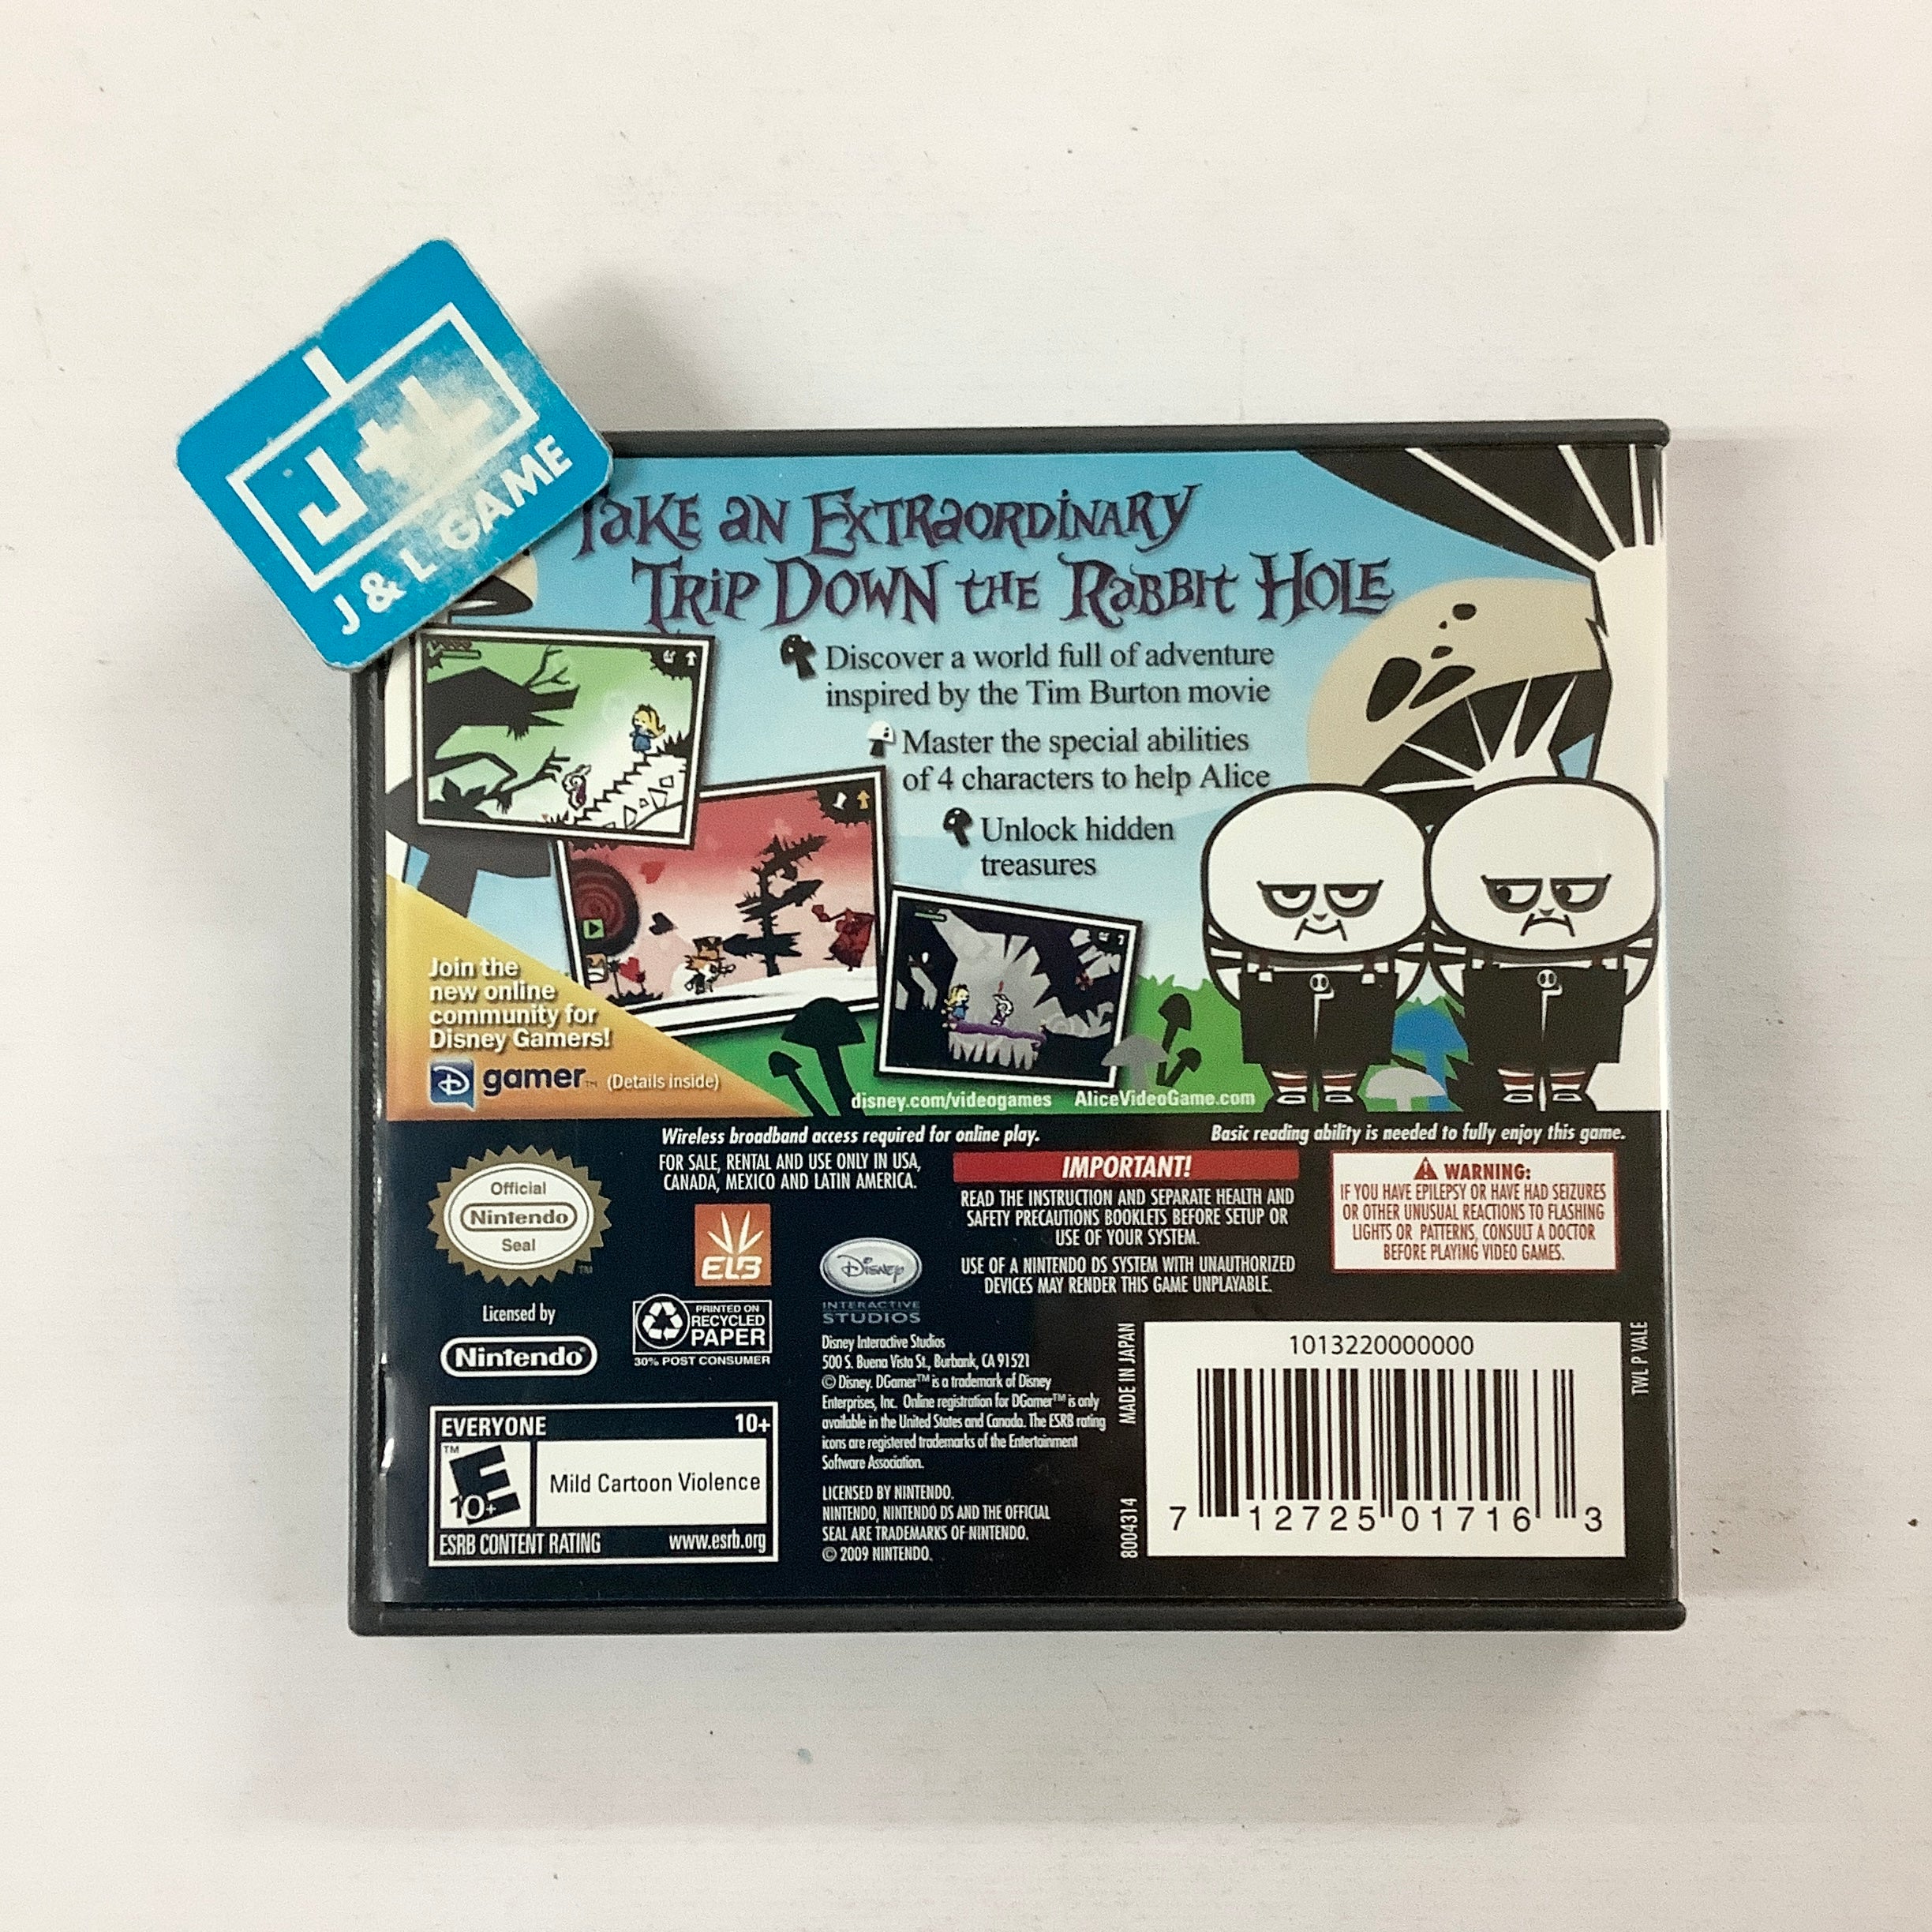 J+L
J & L GAME
Take an Extraordinary
Trip Down the Rabbit Hole
Discover a world full of adventure
inspired by the Tim Burton movie
Master the special abilities
of 4 characters to help Alice
Unlock hidden
treasures
Join the
new online
community for
Disney Gamers!
D gamer™ (Details inside)
disney.com/videogames AliceVideoGame.com
Wireless broadband access required for online play.
Basic reading ability is needed to fully enjoy this game.
Official
Nintendo
Seal
TM
Licensed by
Nintendo®
FOR SALE, RENTAL AND USE ONLY IN USA,
CANADA, MEXICO AND LATIN AMERICA.
PRINTED ON
RECYCLED
PAPER
30% POST CONSUMER
EVERYONE 10+
TM
E
10+
Mild Cartoon Violence
ESRB CONTENT RATING www.esrb.org
Disney
INTERACTIVE
STUDIOS
Disney Interactive Studios
500 S. Buena Vista St., Burbank, CA 91521
© Disney. DGamer™ is a trademark of Disney
Enterprises, Inc. Online registration for DGamer™ is only
available in the United States and Canada. The ESRB rating
icons are registered trademarks of the Entertainment
Software Association.
LICENSED BY NINTENDO.
NINTENDO, NINTENDO DS AND THE OFFICIAL
SEAL ARE TRADEMARKS OF NINTENDO.
© 2009 NINTENDO.
IMPORTANT!
READ THE INSTRUCTION AND SEPARATE HEALTH AND
SAFETY PRECAUTIONS BOOKLETS BEFORE SETUP OR
USE OF YOUR SYSTEM.
USE OF A NINTENDO DS SYSTEM WITH UNAUTHORIZED
DEVICES MAY RENDER THIS GAME UNPLAYABLE.
WARNING:
IF YOU HAVE EPILEPSY OR HAVE HAD SEIZURES
OR OTHER UNUSUAL REACTIONS TO FLASHING
LIGHTS OR PATTERNS, CONSULT A DOCTOR
BEFORE PLAYING VIDEO GAMES.
MADE IN JAPAN
8004314
1013220000000
7 12725 01716 3
TWL P VALE